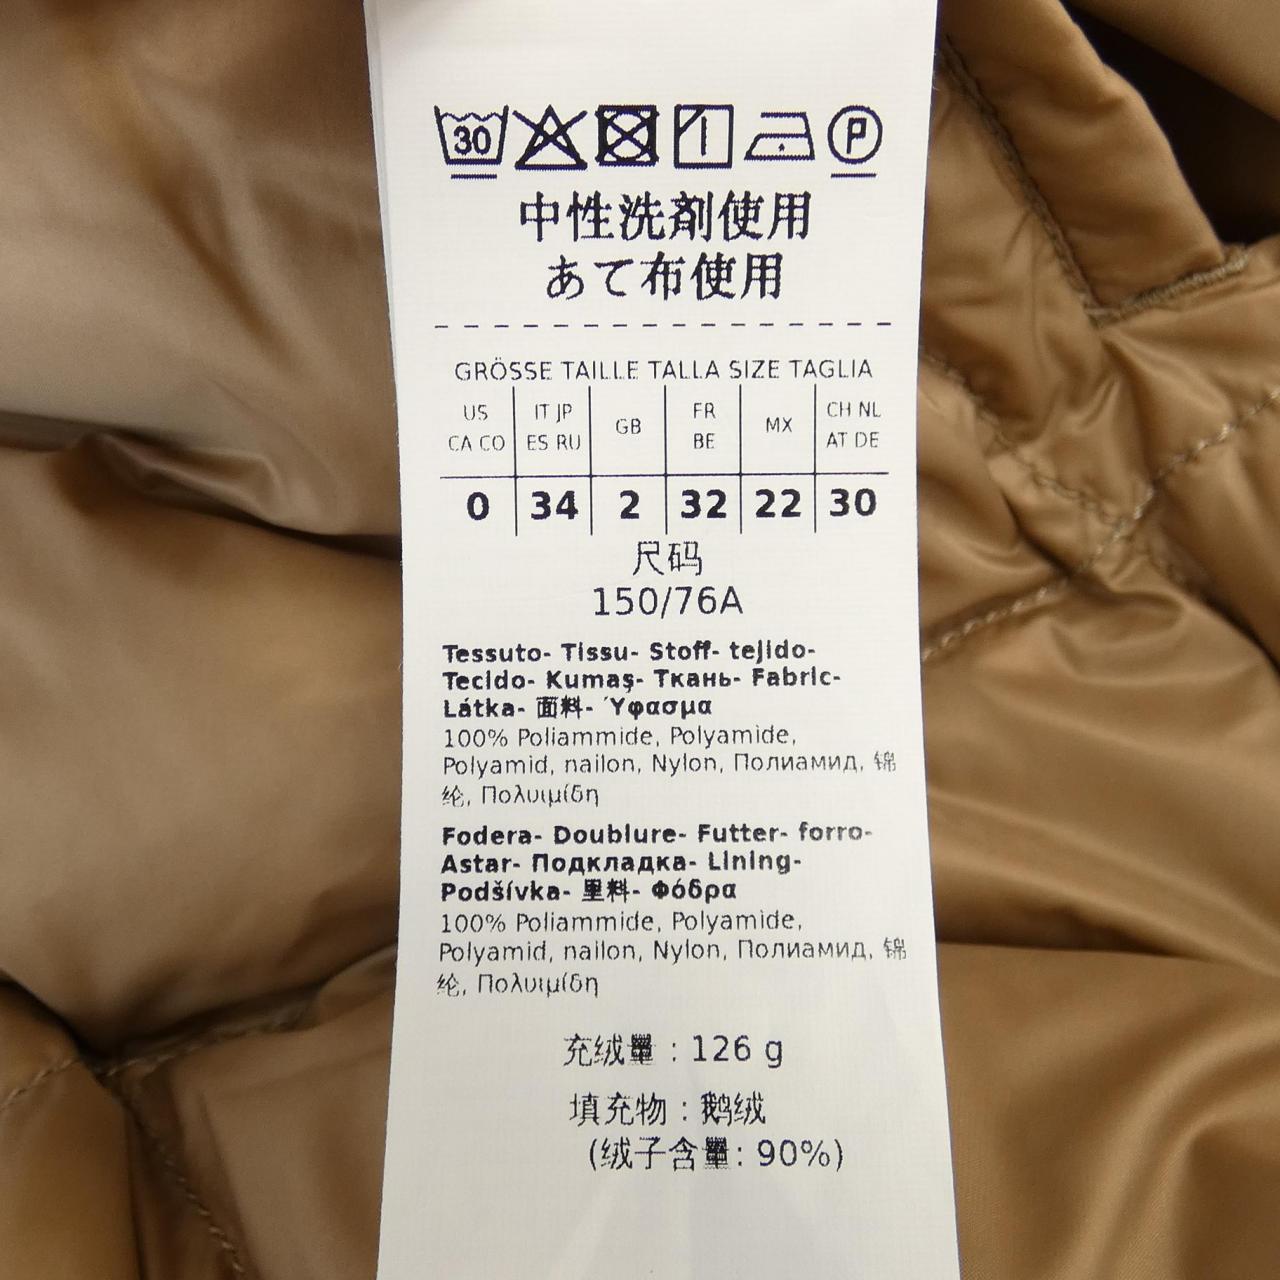 30 P
中性洗剤使用
あて布使用
GRÖSSE TAILLE TALLA SIZE TAGLIA
US CA CO IT JP ES RU GB FR BE MX CH NL AT DE
0 34 2 32 22 30
尺码
150/76A
Tessuto- Tissu- Stoff- tejido-
Tecido- Kumaş- Ткань- Fabric-
Látka- 面料- Ύφασμα
100% Poliammide, Polyamide,
Polyamid, nailon, Nylon, Полиамид, 锦
纶, Πολυιμίδη
Fodera- Doublure- Futter- forro-
Astar- Подкладка- Lining-
Podšívka- 里料- Φόδρα
100% Poliammide, Polyamide,
Polyamid, nailon, Nylon, Полиамид, 锦
纶, Πολυιμίδη
充绒量 : 126 g
填充物 : 鹅绒
(绒子含量: 90%)